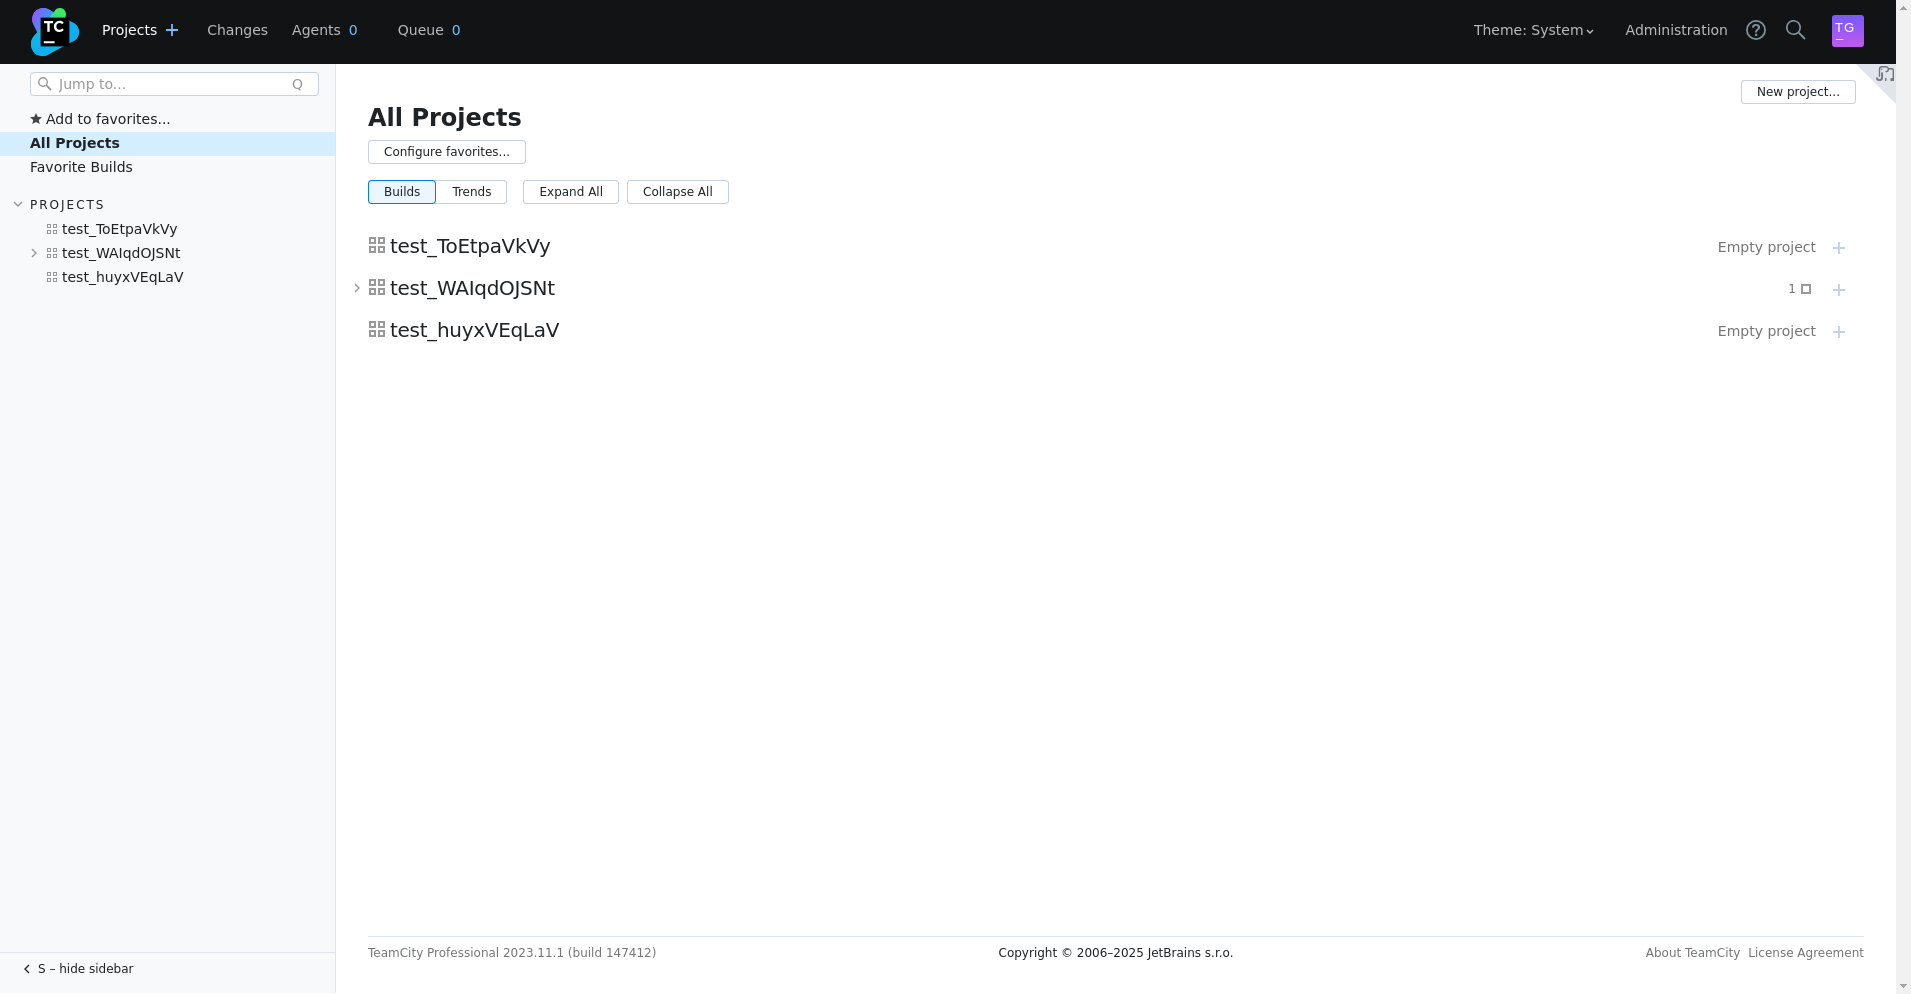 TC
Projects
Changes
Agents 0
Queue 0
Theme: System
Administration
TG
Jump to...
Q
Add to favorites...
All Projects
Favorite Builds
PROJECTS
test_ToEtpaVkVy
test_WAIqdOJSNt
test_huyxVEqLaV
New project...
All Projects
Configure favorites...
Builds
Trends
Expand All
Collapse All
test_ToEtpaVkVy
Empty project
test_WAIqdOJSNt
1
test_huyxVEqLaV
Empty project
TeamCity Professional 2023.11.1 (build 147412)
Copyright © 2006–2025 JetBrains s.r.o.
About TeamCity
License Agreement
S – hide sidebar